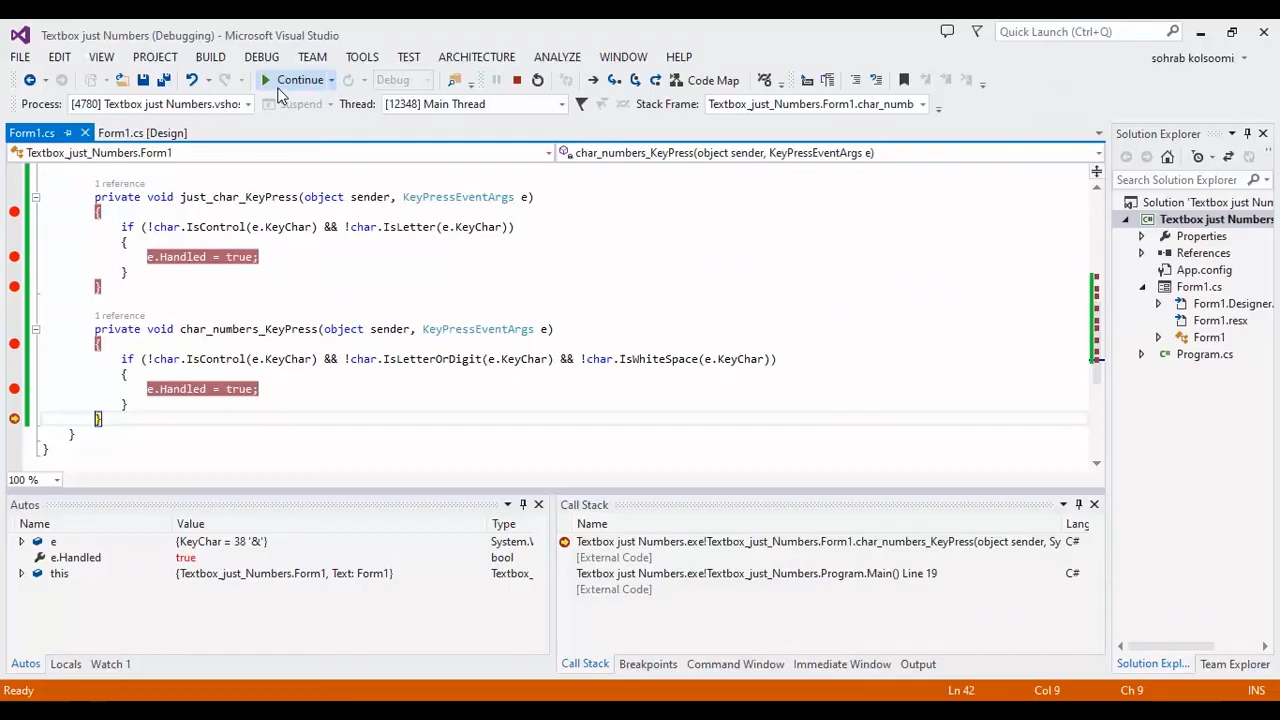 Textbox just Numbers (Debugging) - Microsoft Visual Studio
Quick Launch (Ctrl+Q)
FILE EDIT VIEW PROJECT BUILD DEBUG TEAM TOOLS TEST ARCHITECTURE ANALYZE WINDOW HELP
sohrab kolsoomi
Continue Debug Code Map
Process: [4780] Textbox just Numbers.vshos Suspend Thread: [12348] Main Thread Stack Frame: Textbox_just_Numbers.Form1.char_numb
Form1.cs Form1.cs [Design]
Solution Explorer
Textbox_just_Numbers.Form1 char_numbers_KeyPress(object sender, KeyPressEventArgs e)
Search Solution Explorer
1 reference
private void just_char_KeyPress(object sender, KeyPressEventArgs e)
{
if (!char.IsControl(e.KeyChar) && !char.IsLetter(e.KeyChar))
{
e.Handled = true;
}
}
1 reference
private void char_numbers_KeyPress(object sender, KeyPressEventArgs e)
{
if (!char.IsControl(e.KeyChar) && !char.IsLetterOrDigit(e.KeyChar) && !char.IsWhiteSpace(e.KeyChar))
{
e.Handled = true;
}
}
}
}
100 %
Solution 'Textbox just Num
Textbox just Numbers
Properties
References
App.config
Form1.cs
Form1.Designer.
Form1.resx
Form1
Program.cs
Autos
Name Value Type
e {KeyChar = 38 '&'} System.\
e.Handled true bool
this {Textbox_just_Numbers.Form1, Text: Form1} Textbox_
Autos Locals Watch 1
Call Stack
Name Lang
Textbox just Numbers.exe!Textbox_just_Numbers.Form1.char_numbers_KeyPress(object sender, Sy C#
[External Code]
Textbox just Numbers.exe!Textbox_just_Numbers.Program.Main() Line 19 C#
[External Code]
Call Stack Breakpoints Command Window Immediate Window Output
Solution Expl... Team Explorer
Ready Ln 42 Col 9 Ch 9 INS